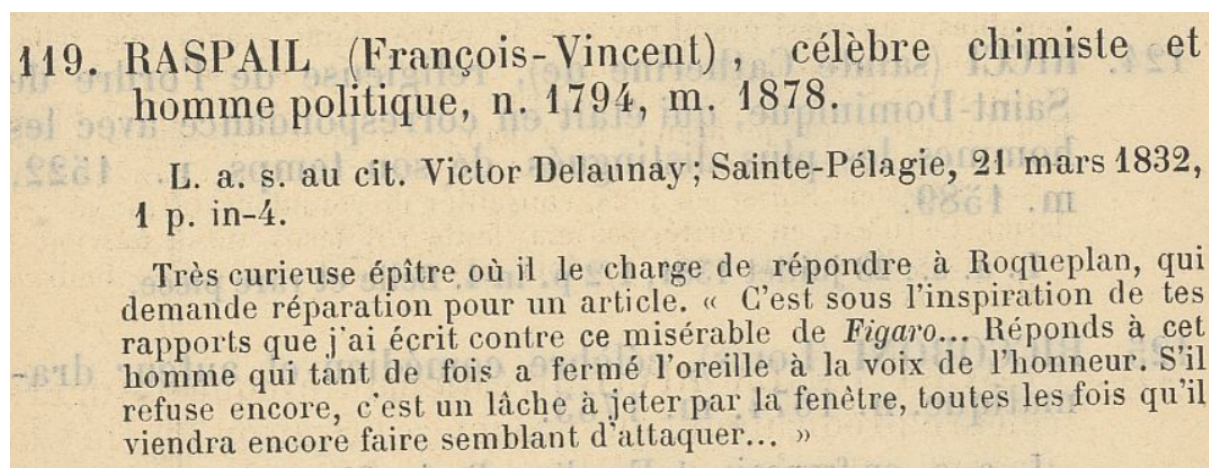 119. RASPAIL (François-Vincent), célèbre chimiste et
homme politique, n. 1794, m. 1878.
L. a. s. au cit. Victor Delaunay; Sainte-Pélagie, 21 mars 1832,
1 p. in-4.
Très curieuse épître où il le charge de répondre à Roqueplan, qui
demande réparation pour un article. « C'est sous l'inspiration de tes
rapports que j'ai écrit contre ce misérable de Figaro... Réponds à cet
homme qui tant de fois a fermé l'oreille à la voix de l'honneur. S'il
refuse encore, c'est un lâche à jeter par la fenètre, toutes les fois qu'il
viendra encore faire semblant d'attaquer... »